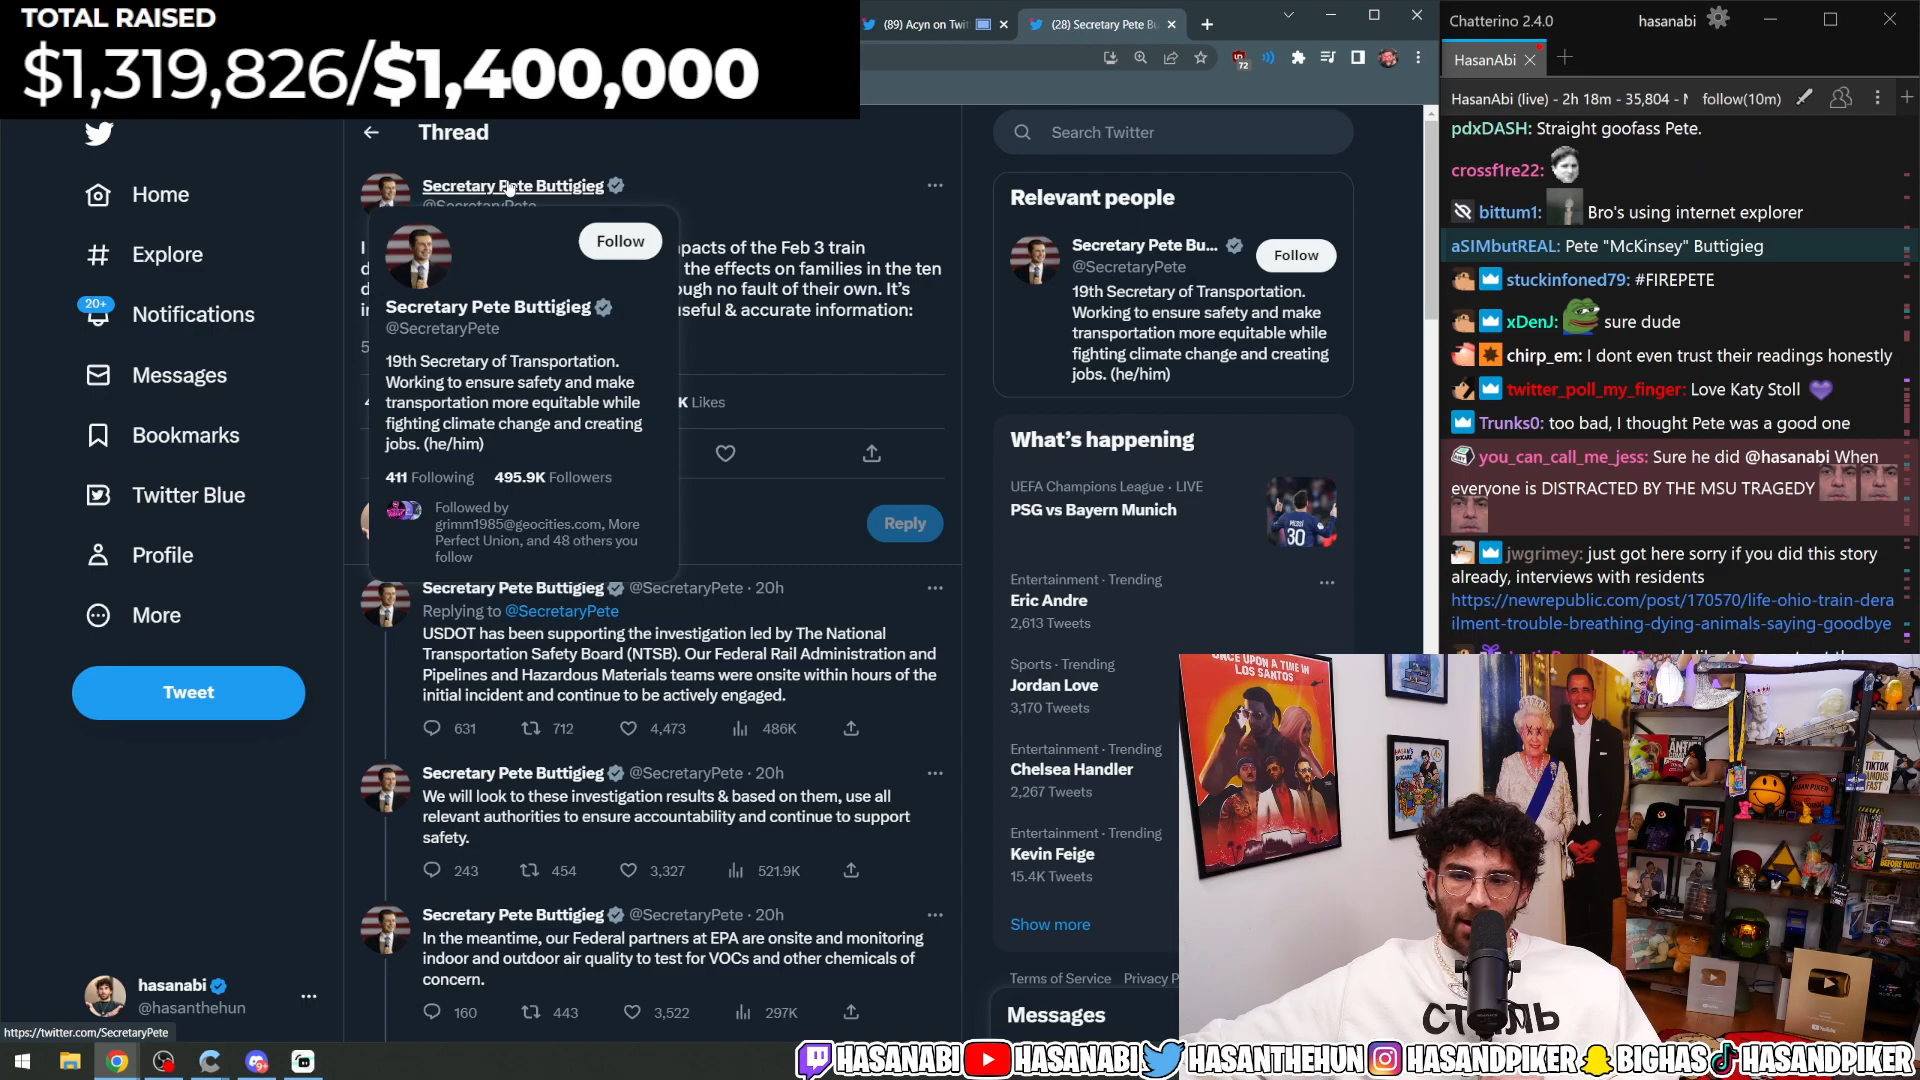 TOTAL RAISED
$1,319,826/$1,400,000
(89) Acyn on Twit
(28) Secretary Pete Bu
72
Chatterino 2.4.0
hasanabi
HasanAbi
HasanAbi (live) - 2h 18m - 35,804 -
follow(10m)
Home
Explore
20+
Notifications
Messages
Bookmarks
Twitter Blue
Profile
More
Tweet
hasanabi
@hasanthehun
https://twitter.com/SecretaryPete
Thread
Secretary Pete Buttigieg
@SecretaryPete
mpacts of the Feb 3 train
the effects on families in the ten
ough no fault of their own. It's
useful & accurate information:
K Likes
Reply
Follow
Secretary Pete Buttigieg
@SecretaryPete
19th Secretary of Transportation.
Working to ensure safety and make
transportation more equitable while
fighting climate change and creating
jobs. (he/him)
411 Following 495.9K Followers
Followed by
grimm1985@geocities.com, More
Perfect Union, and 48 others you
follow
Secretary Pete Buttigieg @SecretaryPete · 20h
Replying to @SecretaryPete
USDOT has been supporting the investigation led by The National
Transportation Safety Board (NTSB). Our Federal Rail Administration and
Pipelines and Hazardous Materials teams were onsite within hours of the
initial incident and continue to be actively engaged.
631 712 4,473 486K
Secretary Pete Buttigieg @SecretaryPete · 20h
We will look to these investigation results & based on them, use all
relevant authorities to ensure accountability and continue to support
safety.
243 454 3,327 521.9K
Secretary Pete Buttigieg @SecretaryPete · 20h
In the meantime, our Federal partners at EPA are onsite and monitoring
indoor and outdoor air quality to test for VOCs and other chemicals of
concern.
160 443 3,522 297K
Search Twitter
Relevant people
Secretary Pete Bu...
@SecretaryPete
Follow
19th Secretary of Transportation.
Working to ensure safety and make
transportation more equitable while
fighting climate change and creating
jobs. (he/him)
What's happening
UEFA Champions League · LIVE
PSG vs Bayern Munich
Entertainment · Trending
Eric Andre
2,613 Tweets
Sports · Trending
Jordan Love
3,170 Tweets
Entertainment · Trending
Chelsea Handler
2,267 Tweets
Entertainment · Trending
Kevin Feige
15.4K Tweets
Show more
Terms of Service Privacy P
Messages
pdxDASH: Straight goofass Pete.
crossf1re22:
bittum1: Bro's using internet explorer
aSIMbutREAL: Pete "McKinsey" Buttigieg
stuckinfoned79: #FIREPETE
xDenJ: sure dude
chirp_em: I dont even trust their readings honestly
twitter_poll_my_finger: Love Katy Stoll
Trunks0: too bad, I thought Pete was a good one
you_can_call_me_jess: Sure he did @hasanabi When
everyone is DISTRACTED BY THE MSU TRAGEDY
jwgrimey: just got here sorry if you did this story
already, interviews with residents
https://newrepublic.com/post/170570/life-ohio-train-dera
ilment-trouble-breathing-dying-animals-saying-goodbye
ONCE UPON A TIME IN
LOS SANTOS
TIKTOK
FAMOUS
FAST
HASAN PIKER
YouTube
СТИЛЬ
HASANABI HASANABI HASANTHEHUN HASANDPIKER BIGHAS HASANDPIKER